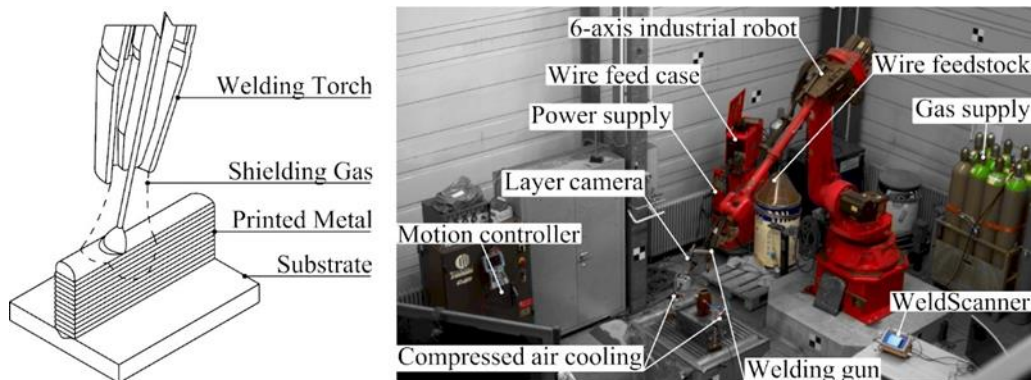 Welding Torch
Shielding Gas
Printed Metal
Substrate
6-axis industrial robot
Wire feed case
Wire feedstock
Power supply
Gas supply
Layer camera
Motion controller
WeldScanner
Compressed air cooling
Welding gun